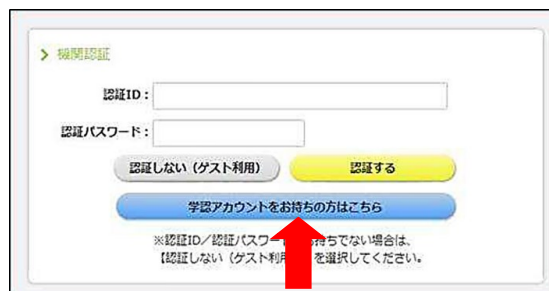 機関認証
認証ID：
認証パスワード：
認証しない（ゲスト利用） 認証する
学認アカウントをお持ちの方はこちら
※認証ID／認証パスワー 持ちでない場合は、
【認証しない（ゲスト利 を選択してください。